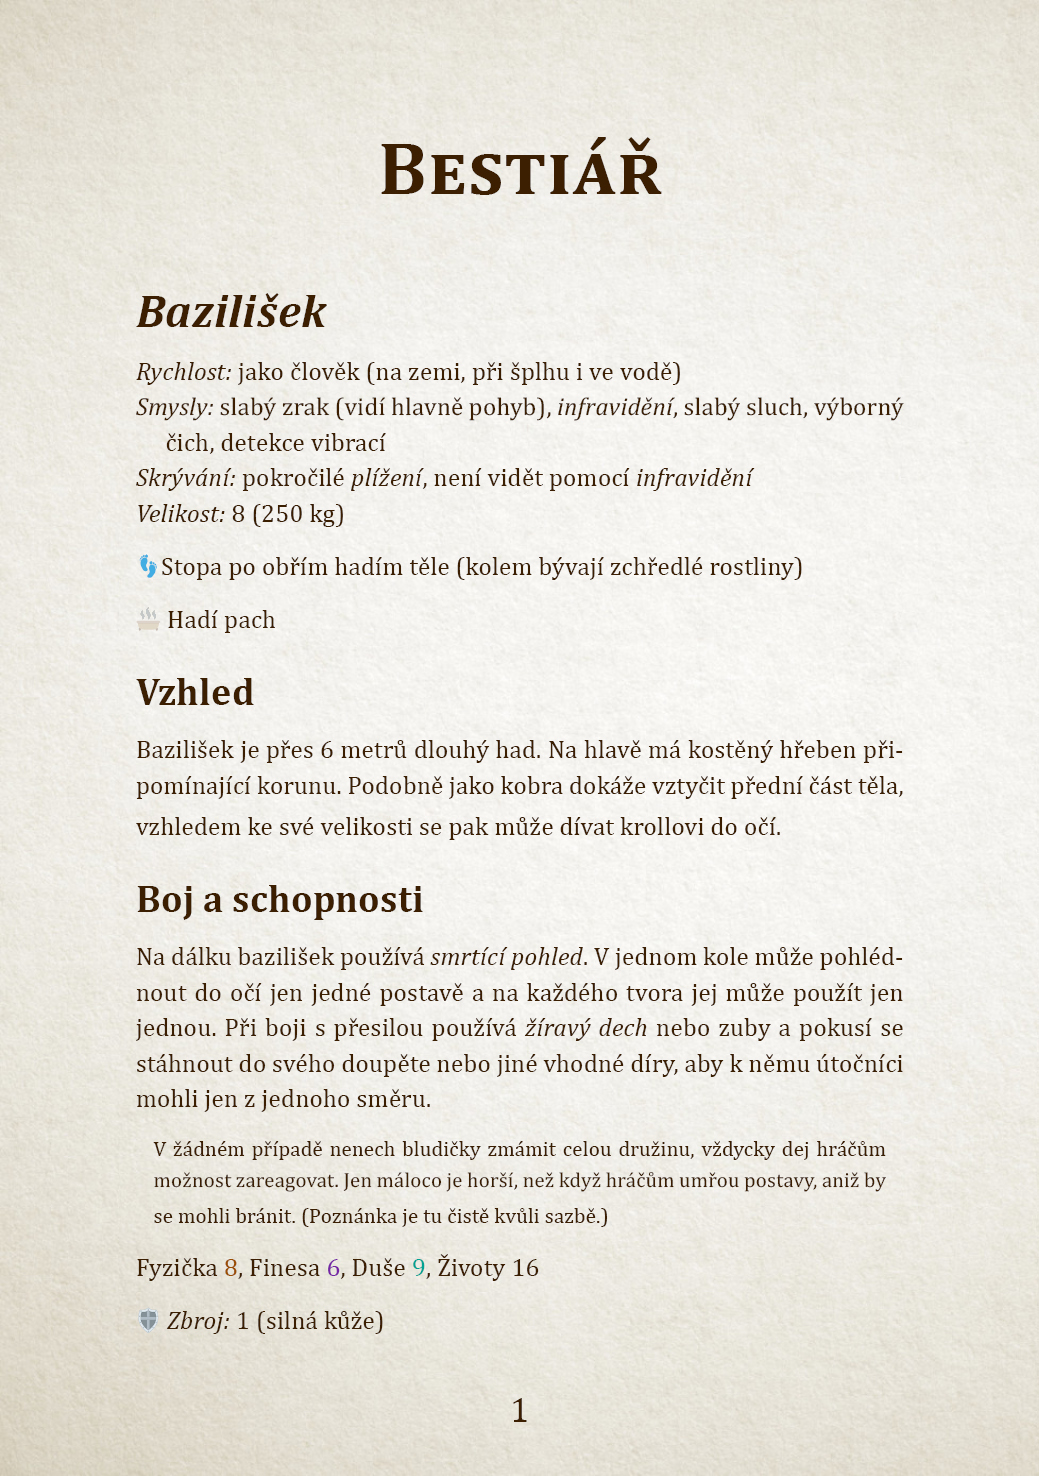 Bestiář
Bazilišek
Rychlost: jako člověk (na zemi, při šplhu i ve vodě)
Smysly: slabý zrak (vidí hlavně pohyb), infravidění, slabý sluch, výborný
čich, detekce vibrací
Skrývání: pokročilé plížení, není vidět pomocí infravidění
Velikost: 8 (250 kg)
Stopa po obřím hadím těle (kolem bývají zchředlé rostliny)
Hadí pach
Vzhled
Bazilišek je přes 6 metrů dlouhý had. Na hlavě má kostěný hřeben při-
pomínající korunu. Podobně jako kobra dokáže vztyčit přední část těla,
vzhledem ke své velikosti se pak může dívat krollovi do očí.
Boj a schopnosti
Na dálku bazilišek používá smrtící pohled. V jednom kole může pohléd-
nout do očí jen jedné postavě a na každého tvora jej může použít jen
jednou. Při boji s přesilou používá žíravý dech nebo zuby a pokusí se
stáhnout do svého doupěte nebo jiné vhodné díry, aby k němu útočníci
mohli jen z jednoho směru.
V žádném případě nenech bludičky zmámit celou družinu, vždycky dej hráčům
možnost zareagovat. Jen máloco je horší, než když hráčům umřou postavy, aniž by
se mohli bránit. (Poznánka je tu čistě kvůli sazbě.)
Fyzička 8, Finesa 6, Duše 9, Životy 16
Zbroj: 1 (silná kůže)
1